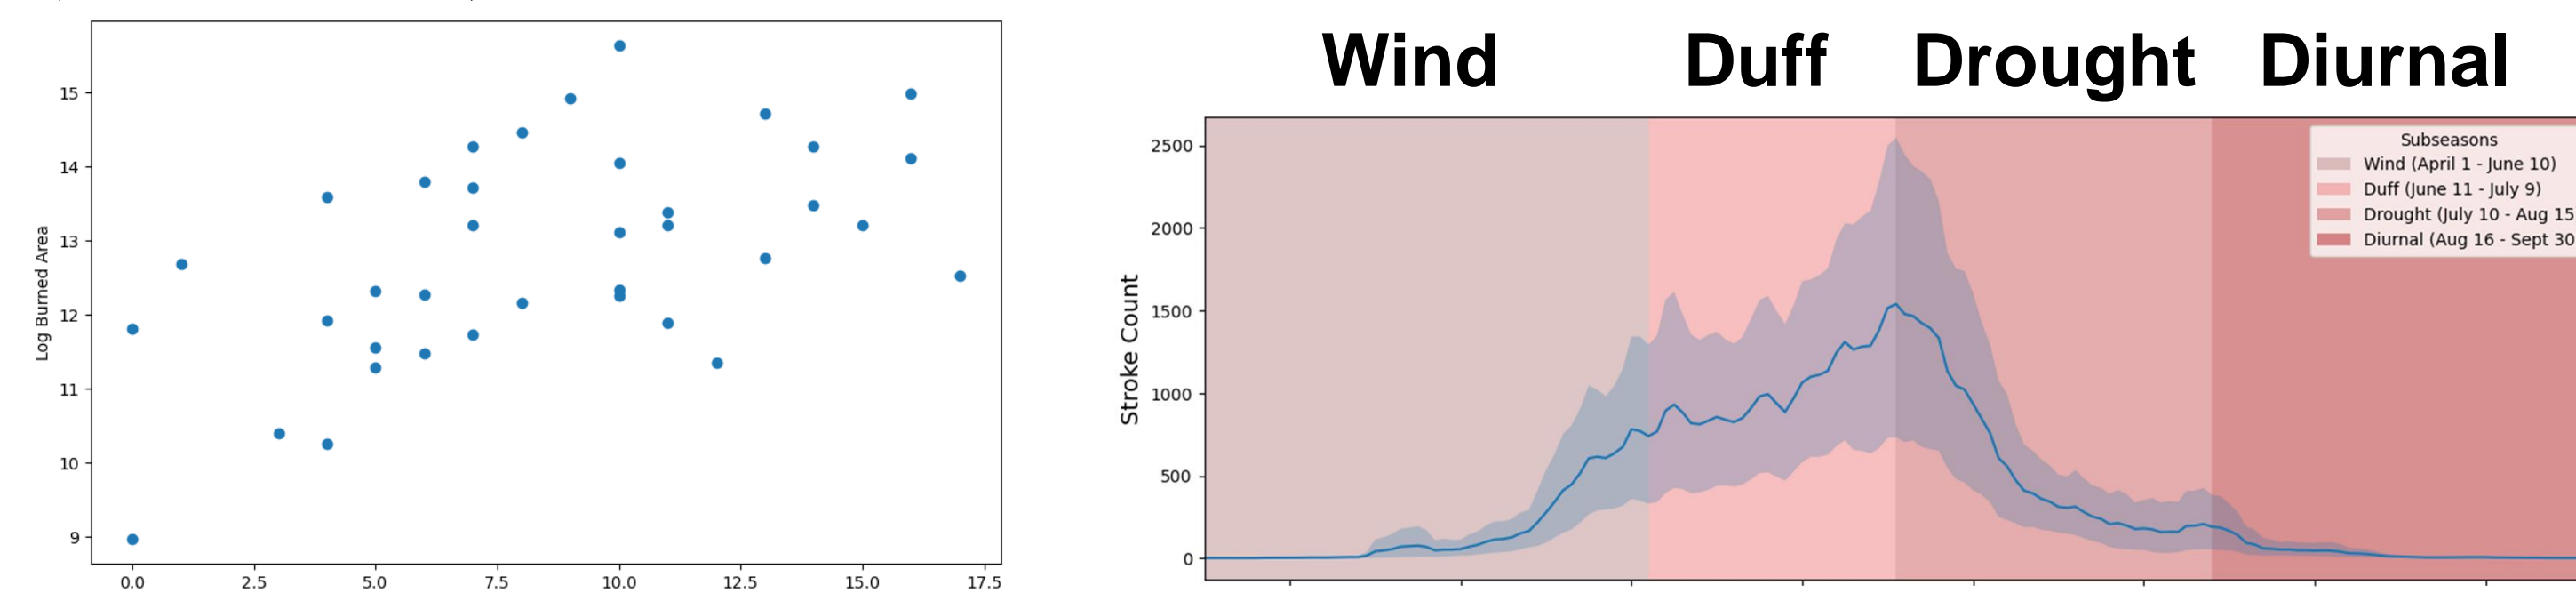 Log Burned Area
15
14
13
12
11
10
9
0.0 2.5 5.0 7.5 10.0 12.5 15.0 17.5
Wind Duff Drought Diurnal
Stroke Count
2500
2000
1500
1000
500
0
Subseasons
Wind (April 1 - June 10)
Duff (June 11 - July 9)
Drought (July 10 - Aug 15
Diurnal (Aug 16 - Sept 30